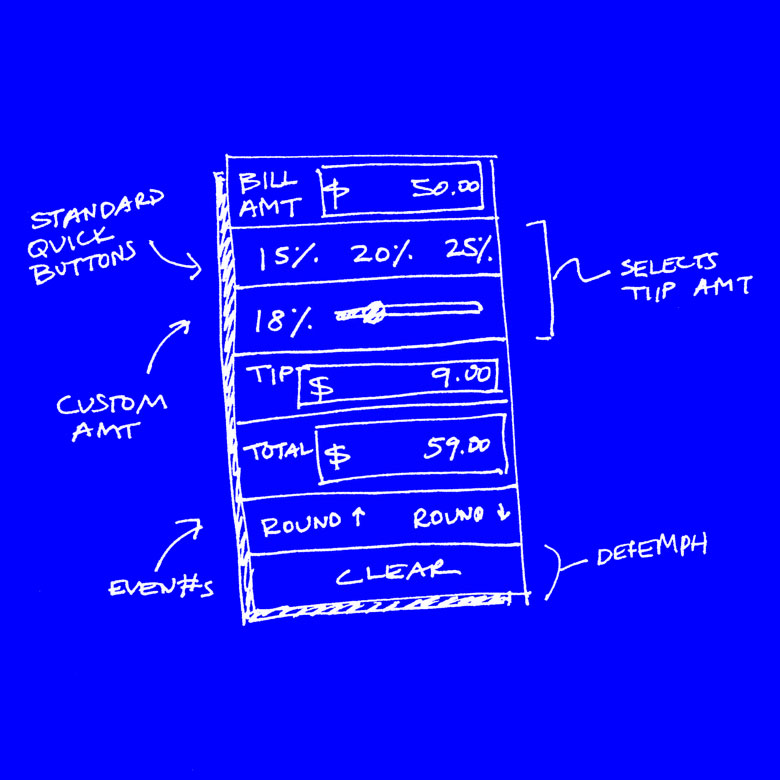 BILL
AMT
$ 50.00
STANDARD
QUICK
BUTTONS
15% 20% 25%
SELECTS
TIP AMT
18%
CUSTOM
AMT
TIP $ 9.00
TOTAL $ 59.00
ROUND ↑ ROUND ↓
EVEN #S
CLEAR